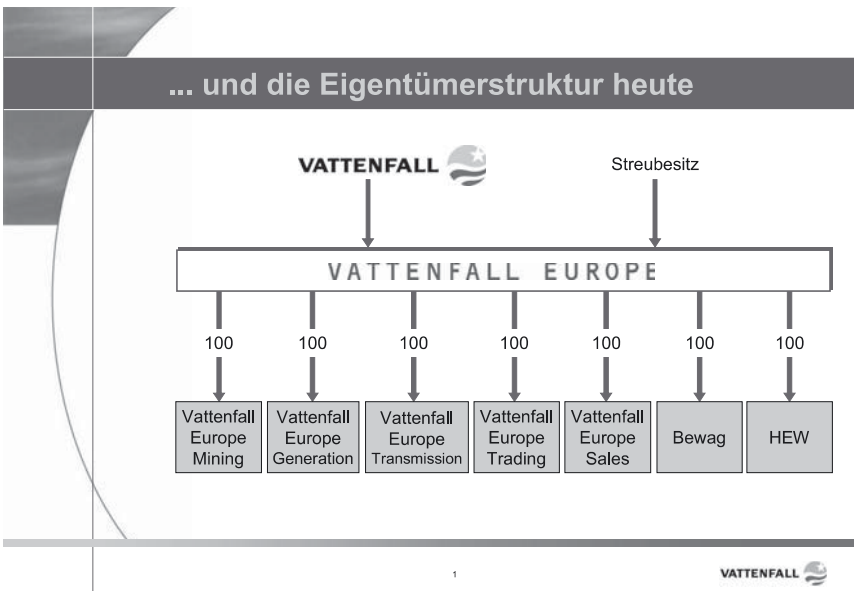 ... und die Eigentümerstruktur heute
VATTENFALL
Streubesitz
VATTENFALL EUROPE
100 100 100 100 100 100 100
Vattenfall
Europe
Mining
Vattenfall
Europe
Generation
Vattenfall
Europe
Transmission
Vattenfall
Europe
Trading
Vattenfall
Europe
Sales
Bewag
HEW
1
VATTENFALL